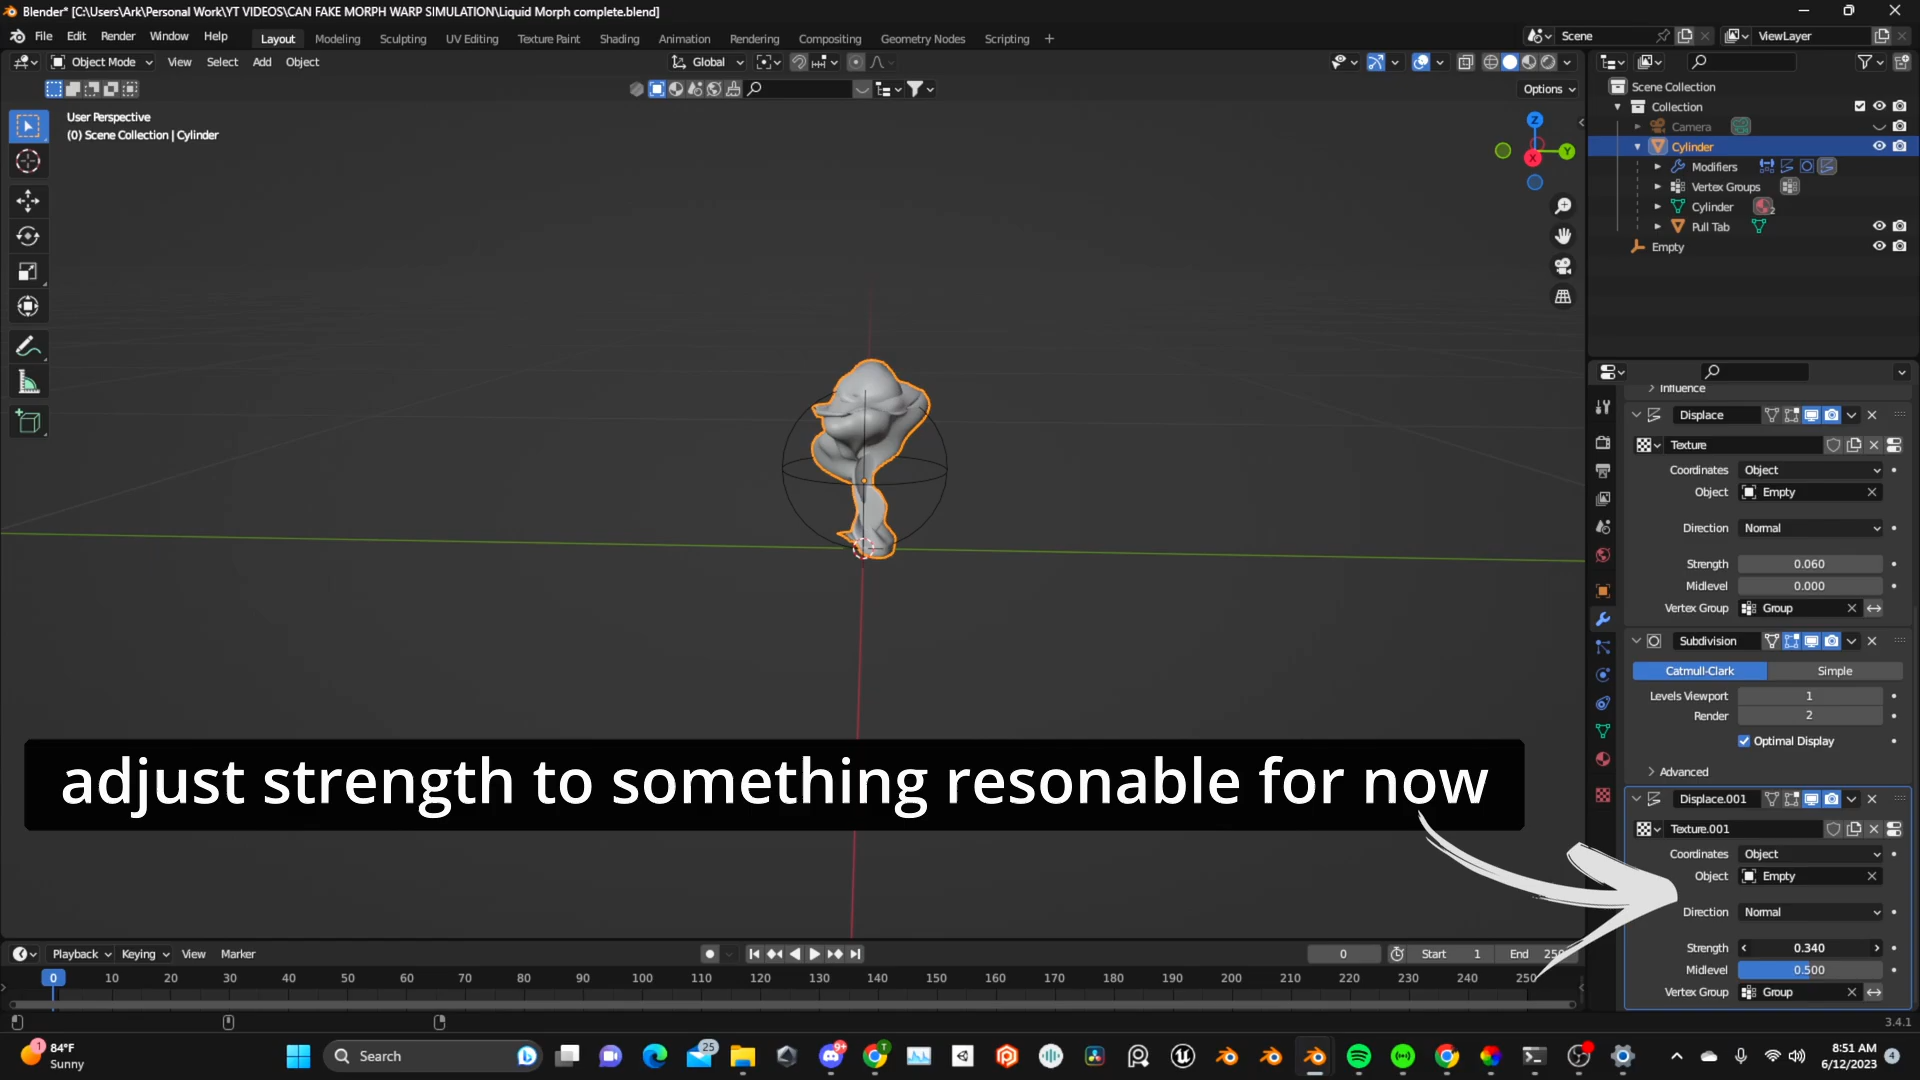 Blender* [C:\Users\Ark\Personal Work\YT VIDEOS\CAN FAKE MORPH WARP SIMULATION\Liquid Morph complete.blend]
File Edit Render Window Help Layout Modeling Sculpting UV Editing Texture Paint Shading Animation Rendering Compositing Geometry Nodes Scripting + Scene ViewLayer
Object Mode View Select Add Object Global
Options
User Perspective
(0) Scene Collection | Cylinder
Z
Y
X
Scene Collection
Collection
Camera
Cylinder
Modifiers
Vertex Groups
Cylinder 2
Pull Tab
Empty
Influence
Displace
Texture
Coordinates Object
Object Empty
Direction Normal
Strength 0.060
Midlevel 0.000
Vertex Group Group
Subdivision
Catmull-Clark Simple
Levels Viewport 1
Render 2
Optimal Display
Advanced
adjust strength to something resonable for now
Displace.001
Texture.001
Coordinates Object
Object Empty
Direction Normal
Strength 0.340
Midlevel 0.500
Vertex Group Group
Playback Keying View Marker 0 Start 1 End 250
0 10 20 30 40 50 60 70 80 90 100 110 120 130 140 150 160 170 180 190 200 210 220 230 240 250
3.4.1
1 84°F
Sunny
Search
25
9+
T
8:51 AM
6/12/2023
4